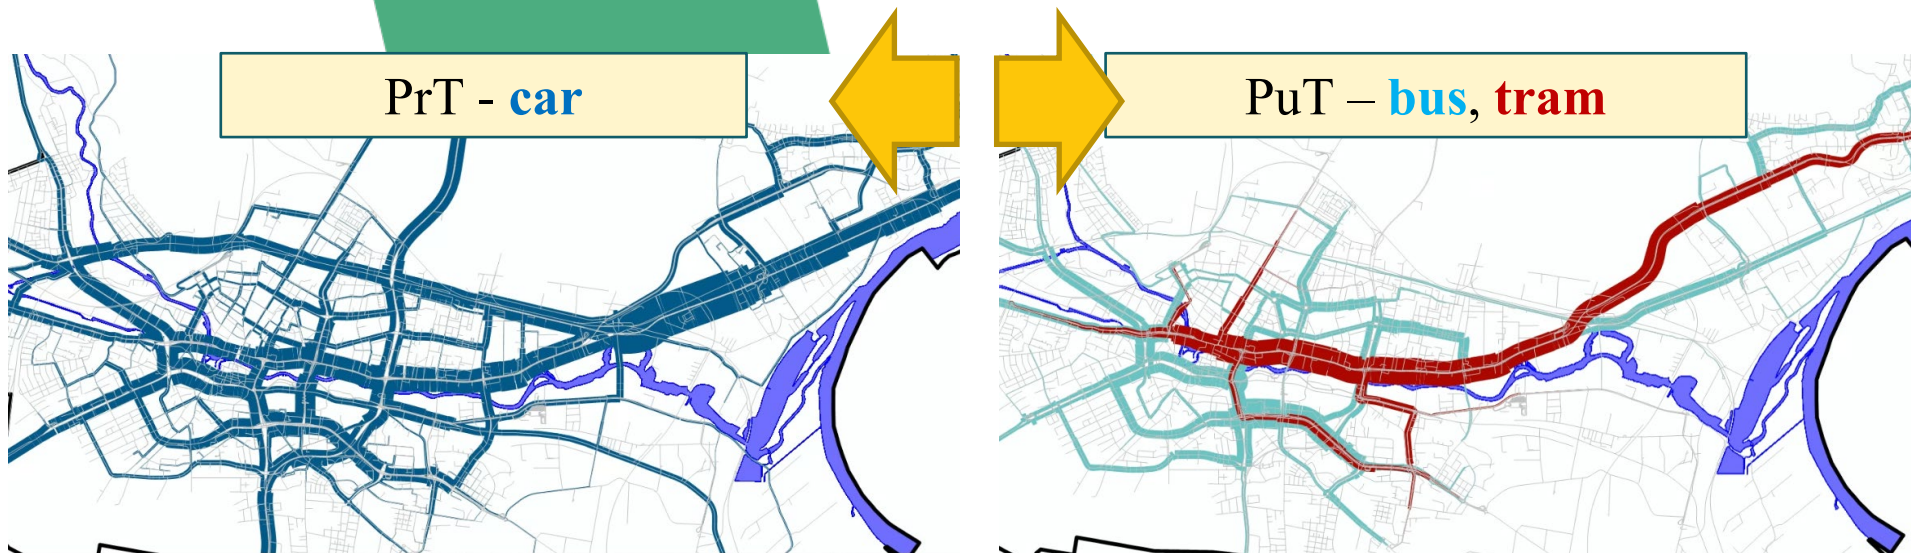 PrT - car
PuT – bus, tram